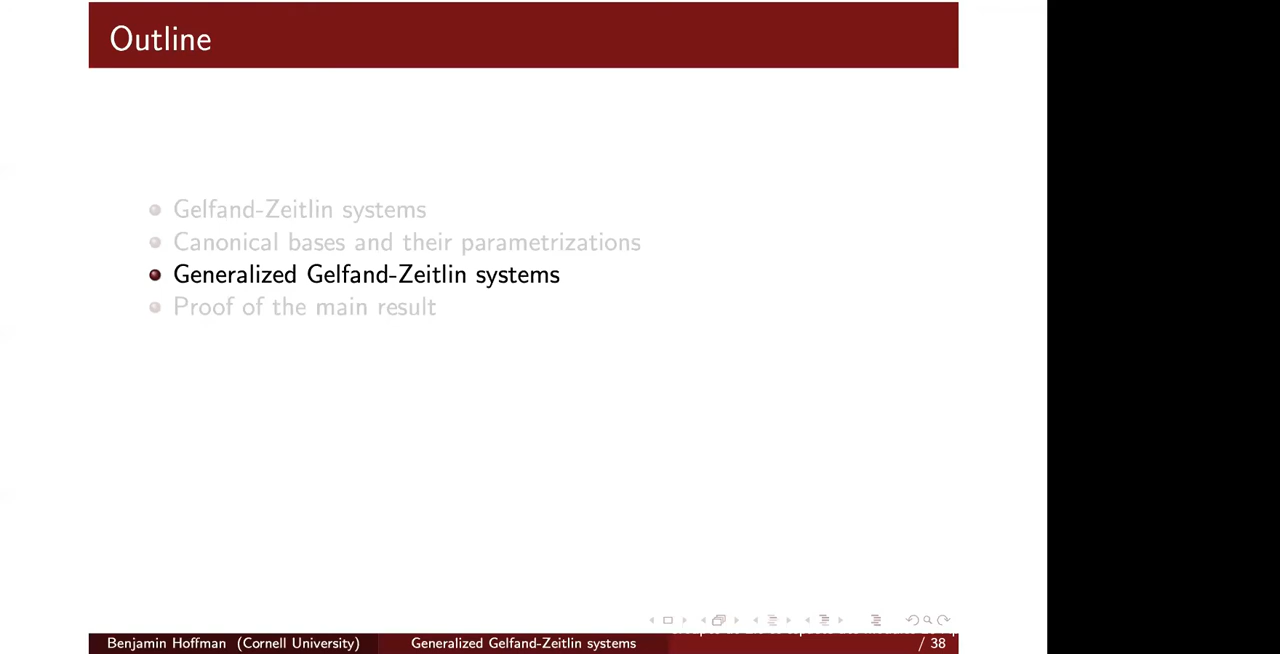 Outline
Gelfand-Zeitlin systems
Canonical bases and their parametrizations
Generalized Gelfand-Zeitlin systems
Proof of the main result
Benjamin Hoffman (Cornell University) Generalized Gelfand-Zeitlin systems / 38